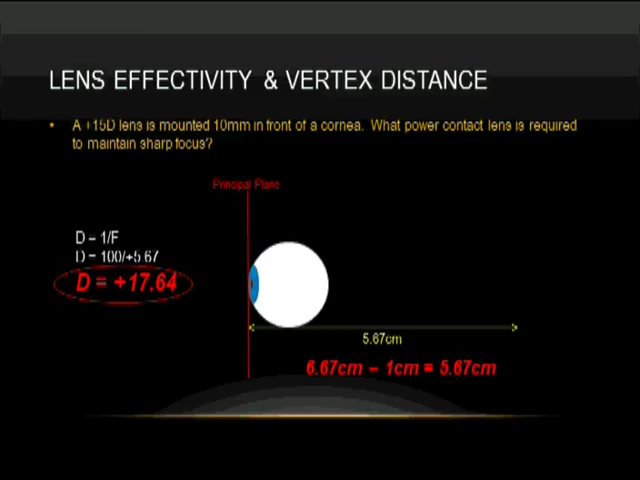 LENS EFFECTIVITY & VERTEX DISTANCE
• A +15D lens is mounted 10mm in front of a cornea. What power contact lens is required
to maintain sharp focus?
Principal Plane
D = 1/F
D = 100/+5.67
D = +17.64
5.67cm
6.67cm – 1cm = 5.67cm